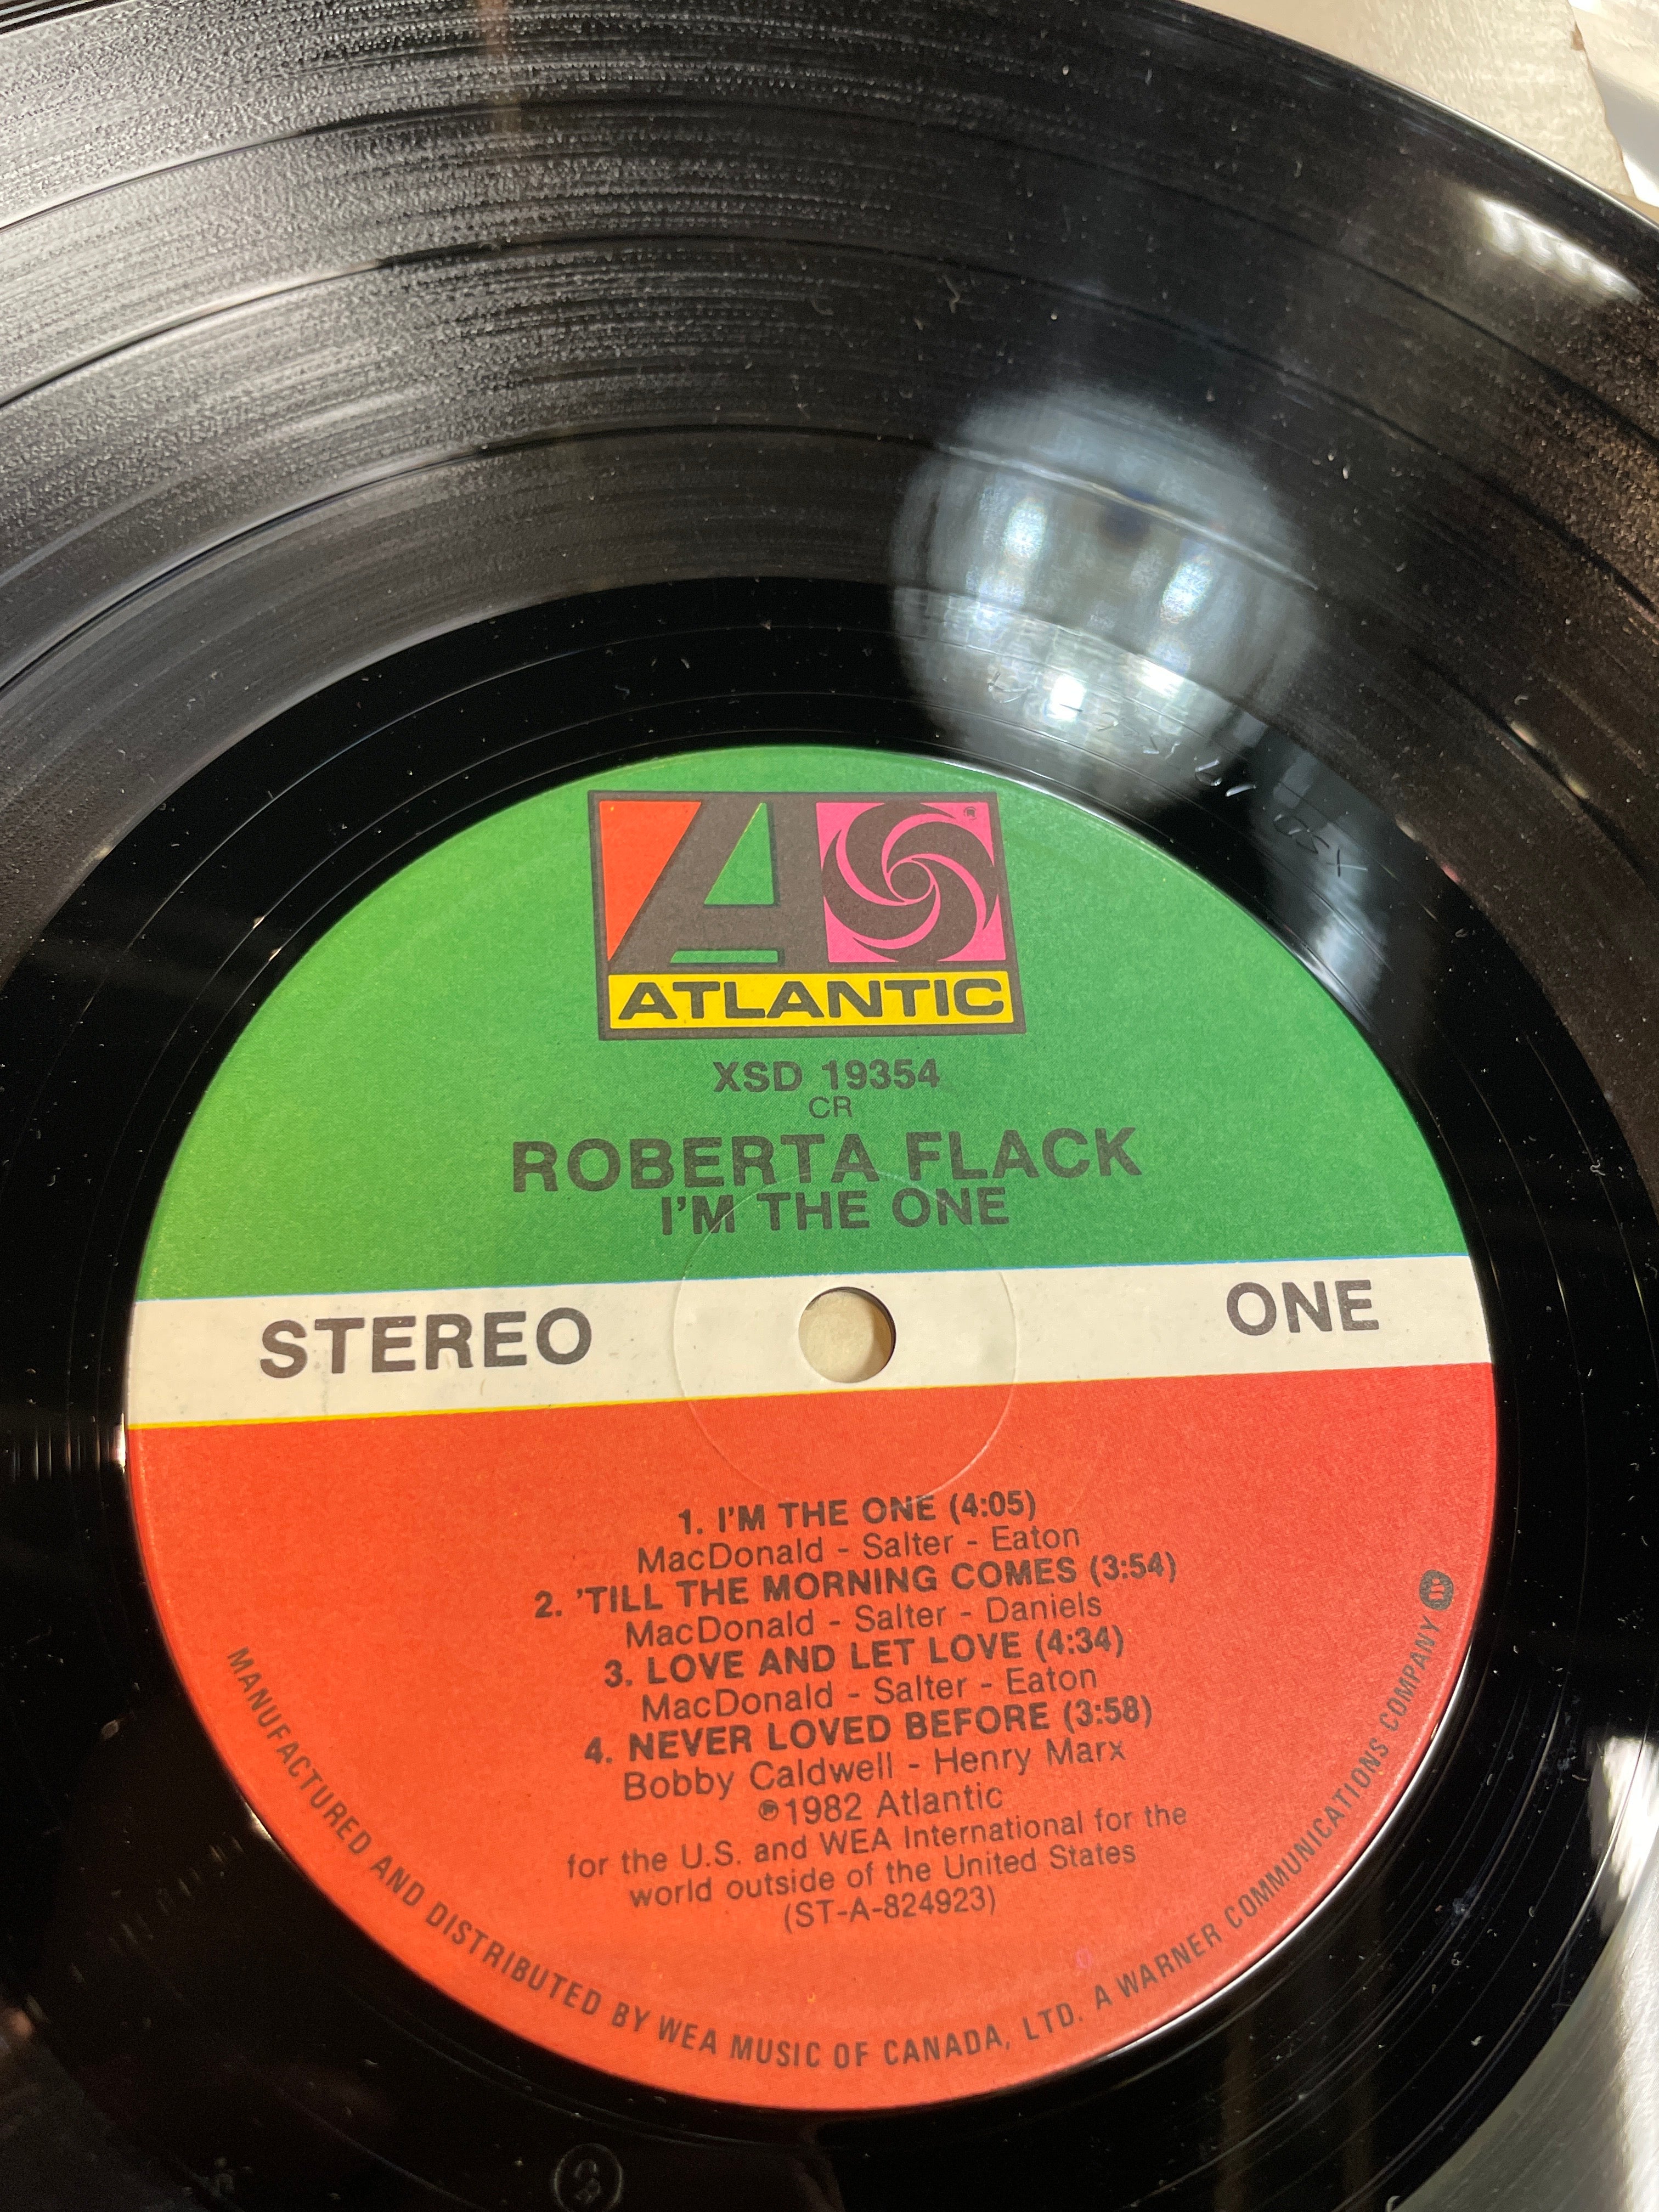 ATLANTIC
XSD 19354
CR
ROBERTA FLACK
I'M THE ONE
STEREO
ONE
1. I'M THE ONE (4:05)
MacDonald - Salter - Eaton
2. 'TILL THE MORNING COMES (3:54)
MacDonald - Salter - Daniels
3. LOVE AND LET LOVE (4:34)
MacDonald - Salter - Eaton
4. NEVER LOVED BEFORE (3:58)
Bobby Caldwell - Henry Marx
℗1982 Atlantic
for the U.S. and WEA International for the
world outside of the United States
(ST-A-824923)
MANUFACTURED AND DISTRIBUTED BY WEA MUSIC OF CANADA, LTD. A WARNER COMMUNICATIONS COMPANY